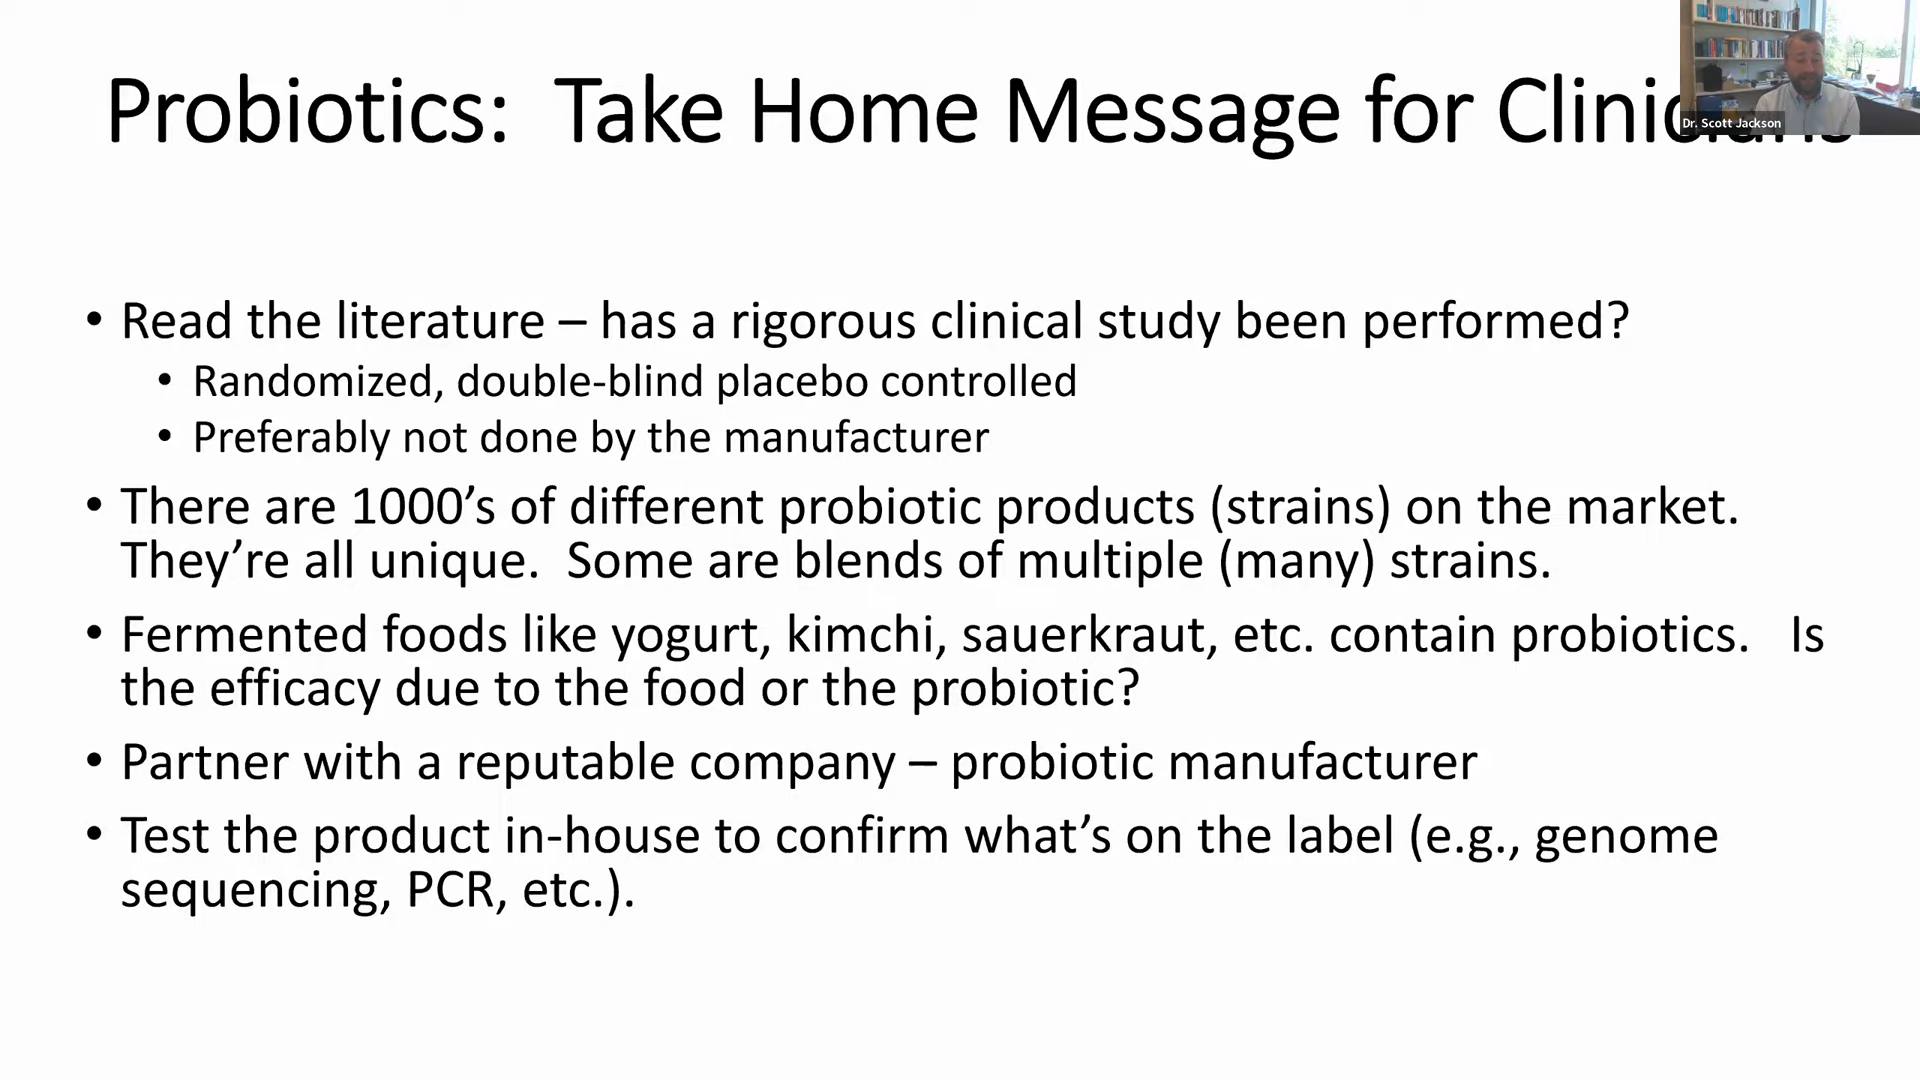 Probiotics: Take Home Message for Clinicians
Dr. Scott Jackson
• Read the literature – has a rigorous clinical study been performed?
• Randomized, double-blind placebo controlled
• Preferably not done by the manufacturer
• There are 1000’s of different probiotic products (strains) on the market.
They’re all unique. Some are blends of multiple (many) strains.
• Fermented foods like yogurt, kimchi, sauerkraut, etc. contain probiotics. Is
the efficacy due to the food or the probiotic?
• Partner with a reputable company – probiotic manufacturer
• Test the product in-house to confirm what’s on the label (e.g., genome
sequencing, PCR, etc.).